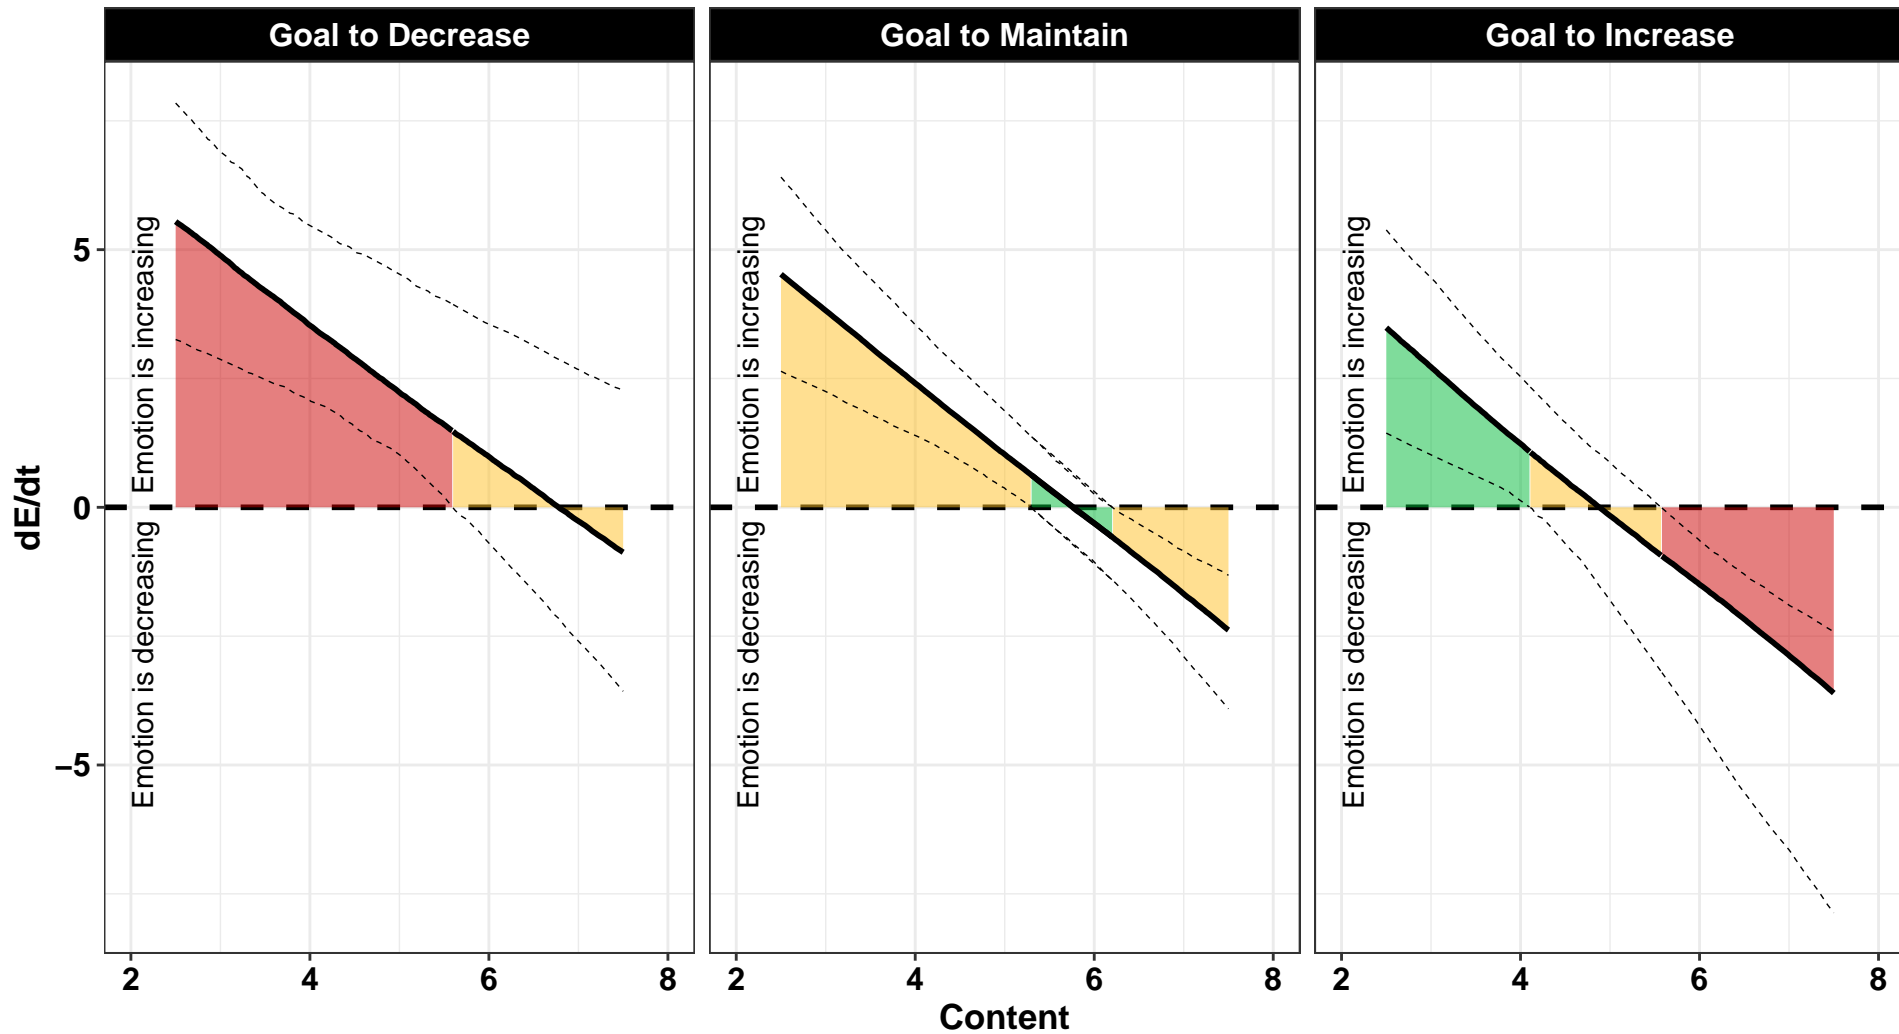 Goal to Decrease
Goal to Maintain
Goal to Increase
dE/dt
5
0
−5
Emotion is increasing
Emotion is decreasing
Emotion is increasing
Emotion is decreasing
Emotion is increasing
Emotion is decreasing
2 4 6 8
2 4 6 8
2 4 6 8
Content